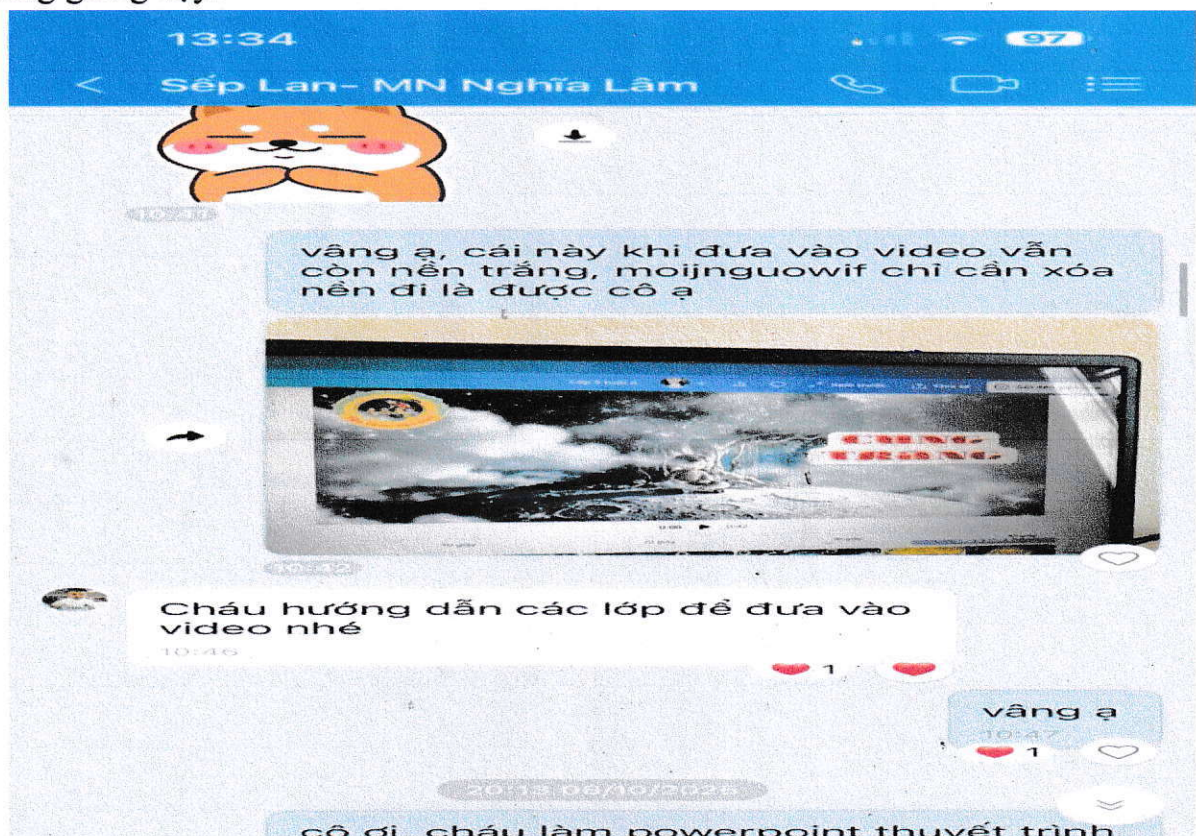 13:34
97
Sếp Lan- MN Nghĩa Lâm
vâng ạ, cái này khi đưa vào video vẫn
còn nền trắng, moijnguowif chỉ cần xóa
nền đi là được cô ạ
10:42
Cháu hướng dẫn các lớp để đưa vào
video nhé
10:46
1
vâng ạ
10:47
1
cô ơi, cháu làm powerpoint thuyết trình